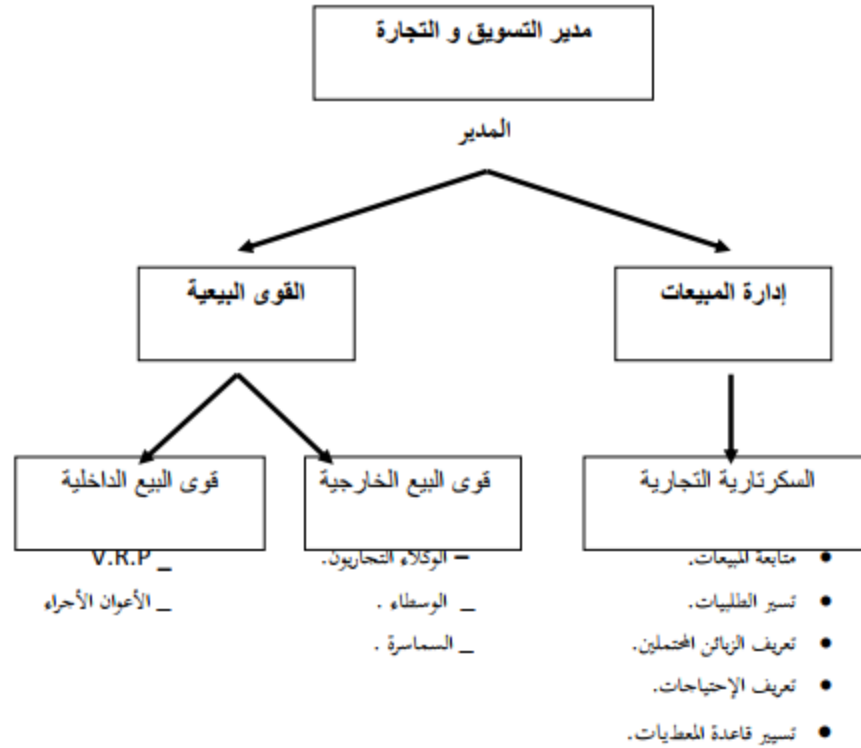 مدير التسويق و التجارة
المدير
إدارة المبيعات
القوى البيعية
السكرتارية التجارية
قوى البيع الخارجية
قوى البيع الداخلية
• متابعة المبيعات.
• تسير الطلبيات.
• تعريف الزبائن المحتملين.
• تعريف الإحتياجات.
• تسيير قاعدة المعطيات.
– الوكلاء التجاريون.
_ الوسطاء .
_ السماسرة .
_ V.R.P
_ الأعوان الأجراء